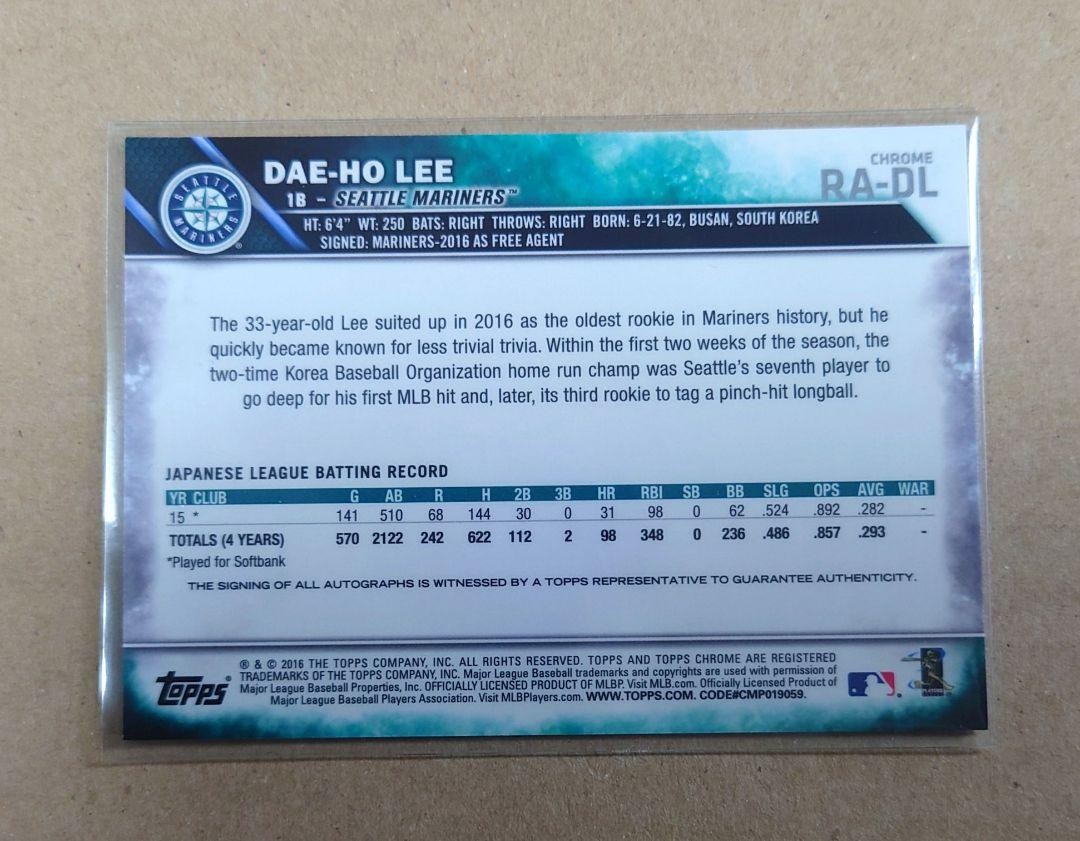 SEATTLE MARINERS ®
DAE-HO LEE
CHROME
RA-DL
1B - SEATTLE MARINERS™
HT: 6'4" WT: 250 BATS: RIGHT THROWS: RIGHT BORN: 6-21-82, BUSAN, SOUTH KOREA
SIGNED: MARINERS-2016 AS FREE AGENT
The 33-year-old Lee suited up in 2016 as the oldest rookie in Mariners history, but he
quickly became known for less trivial trivia. Within the first two weeks of the season, the
two-time Korea Baseball Organization home run champ was Seattle's seventh player to
go deep for his first MLB hit and, later, its third rookie to tag a pinch-hit longball.
JAPANESE LEAGUE BATTING RECORD
YR CLUB G AB R H 2B 3B HR RBI SB BB SLG OPS AVG WAR
15 * 141 510 68 144 30 0 31 98 0 62 .524 .892 .282 -
TOTALS (4 YEARS) 570 2122 242 622 112 2 98 348 0 236 .486 .857 .293 -
*Played for Softbank
THE SIGNING OF ALL AUTOGRAPHS IS WITNESSED BY A TOPPS REPRESENTATIVE TO GUARANTEE AUTHENTICITY.
Topps®
® & © 2016 THE TOPPS COMPANY, INC. ALL RIGHTS RESERVED. TOPPS AND TOPPS CHROME ARE REGISTERED
TRADEMARKS OF THE TOPPS COMPANY, INC. Major League Baseball trademarks and copyrights are used with permission of
Major League Baseball Properties, Inc. OFFICIALLY LICENSED PRODUCT OF MLBP. Visit MLB.com. Officially Licensed Product of
Major League Baseball Players Association. Visit MLBPlayers.com. WWW.TOPPS.COM. CODE#CMP019059.